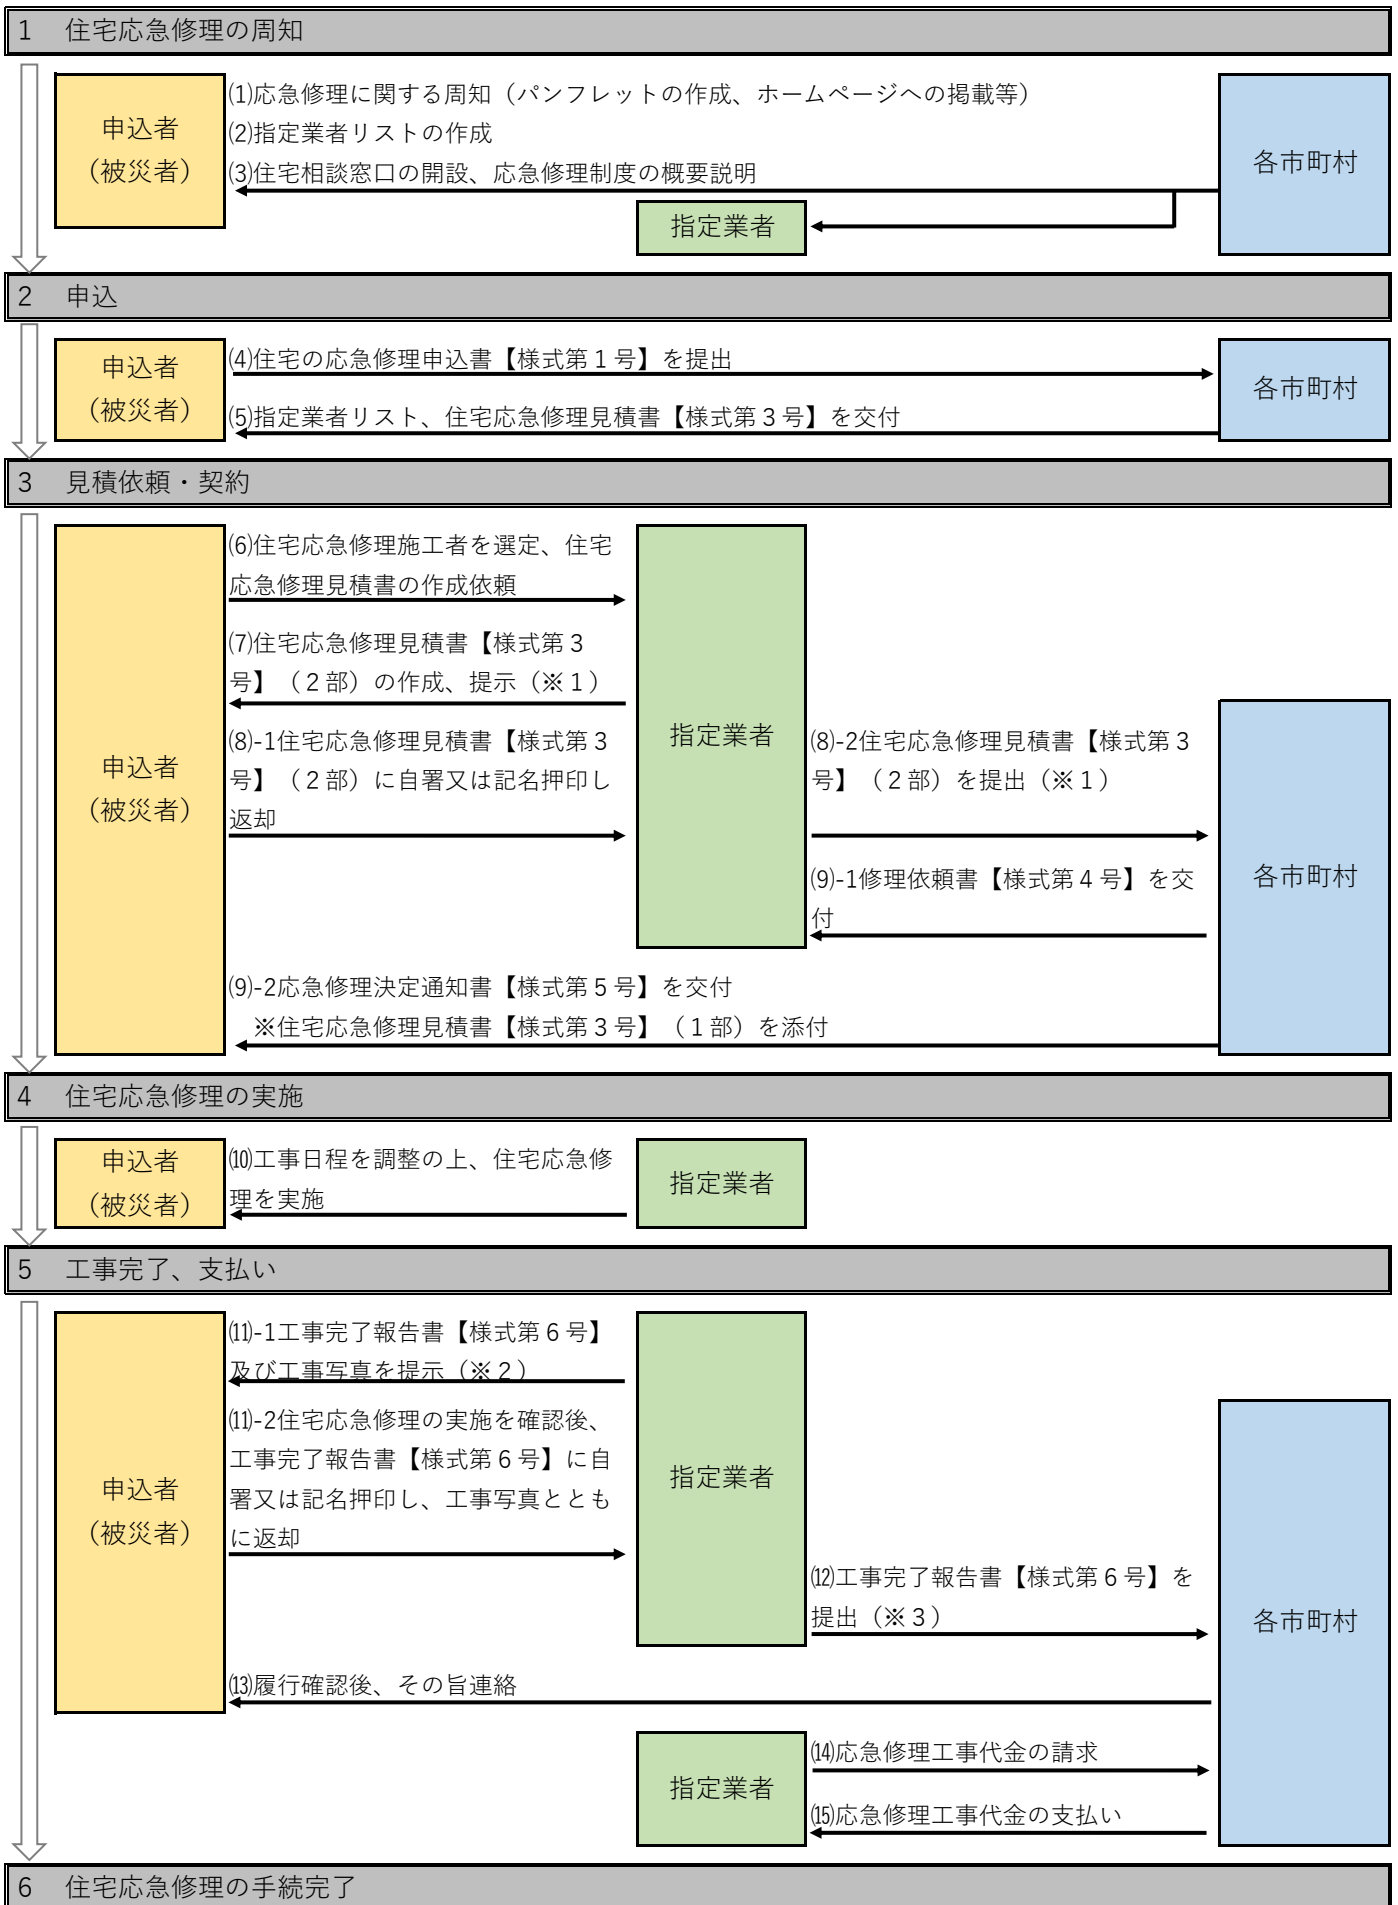 1　住宅応急修理の周知
申込者
（被災者）
⑴応急修理に関する周知（パンフレットの作成、ホームページへの掲載等）
⑵指定業者リストの作成
⑶住宅相談窓口の開設、応急修理制度の概要説明
指定業者
各市町村
2　申込
申込者
（被災者）
⑷住宅の応急修理申込書【様式第１号】を提出
⑸指定業者リスト、住宅応急修理見積書【様式第３号】を交付
各市町村
3　見積依頼・契約
申込者
（被災者）
⑹住宅応急修理施工者を選定、住宅
応急修理見積書の作成依頼
⑺住宅応急修理見積書【様式第３
号】（２部）の作成、提示（※１）
⑻-1住宅応急修理見積書【様式第３
号】（２部）に自署又は記名押印し
返却
指定業者
⑻-2住宅応急修理見積書【様式第３
号】（２部）を提出（※１）
⑼-1修理依頼書【様式第４号】を交
付
各市町村
⑼-2応急修理決定通知書【様式第５号】を交付
※住宅応急修理見積書【様式第３号】（１部）を添付
4　住宅応急修理の実施
申込者
（被災者）
⑽工事日程を調整の上、住宅応急修
理を実施
指定業者
5　工事完了、支払い
申込者
（被災者）
⑾-1工事完了報告書【様式第６号】
及び工事写真を提示（※２）
⑾-2住宅応急修理の実施を確認後、
工事完了報告書【様式第６号】に自
署又は記名押印し、工事写真ととも
に返却
指定業者
⑿工事完了報告書【様式第６号】を
提出（※３）
各市町村
⒀履行確認後、その旨連絡
指定業者
⒁応急修理工事代金の請求
⒂応急修理工事代金の支払い
6　住宅応急修理の手続完了